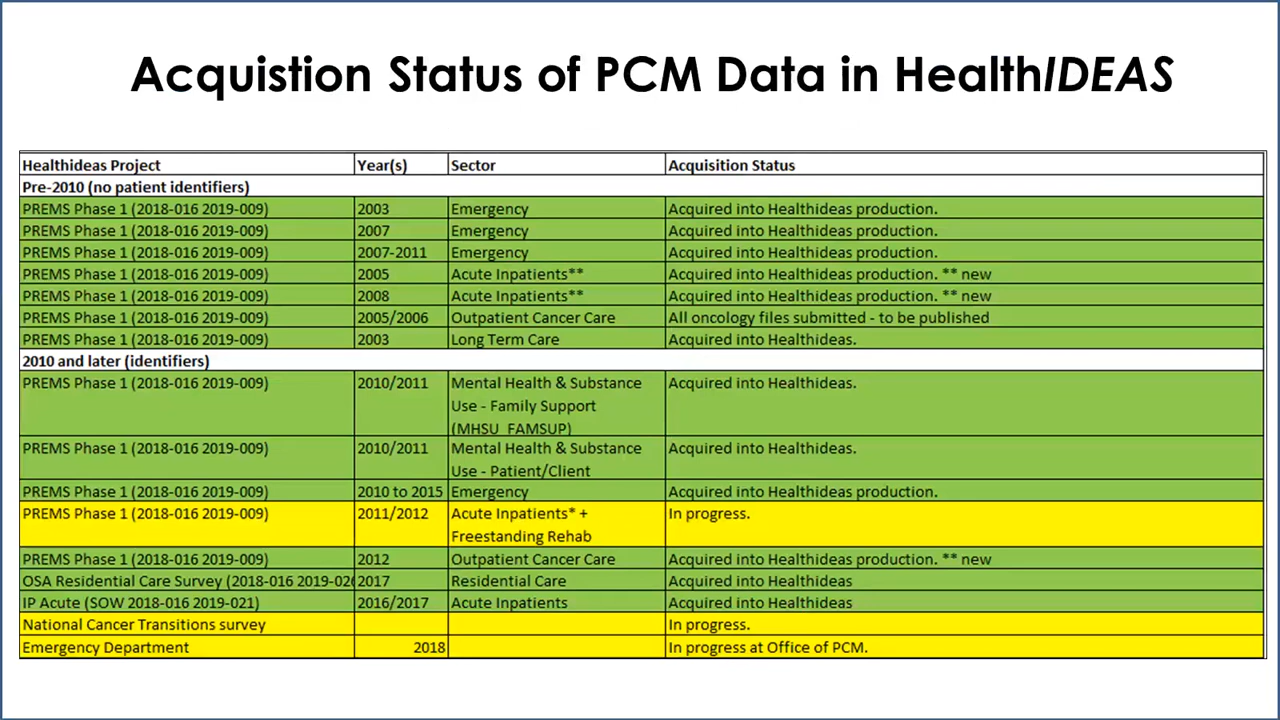 Acquistion Status of PCM Data in HealthIDEAS
Healthideas Project Year(s) Sector Acquisition Status
Pre-2010 (no patient identifiers)
PREMS Phase 1 (2018-016 2019-009) 2003 Emergency Acquired into Healthideas production.
PREMS Phase 1 (2018-016 2019-009) 2007 Emergency Acquired into Healthideas production.
PREMS Phase 1 (2018-016 2019-009) 2007-2011 Emergency Acquired into Healthideas production.
PREMS Phase 1 (2018-016 2019-009) 2005 Acute Inpatients** Acquired into Healthideas production. ** new
PREMS Phase 1 (2018-016 2019-009) 2008 Acute Inpatients** Acquired into Healthideas production. ** new
PREMS Phase 1 (2018-016 2019-009) 2005/2006 Outpatient Cancer Care All oncology files submitted - to be published
PREMS Phase 1 (2018-016 2019-009) 2003 Long Term Care Acquired into Healthideas.
2010 and later (identifiers)
PREMS Phase 1 (2018-016 2019-009) 2010/2011 Mental Health & Substance Acquired into Healthideas.
Use - Family Support
(MHSU_FAMSUP)
PREMS Phase 1 (2018-016 2019-009) 2010/2011 Mental Health & Substance Acquired into Healthideas.
Use - Patient/Client
PREMS Phase 1 (2018-016 2019-009) 2010 to 2015 Emergency Acquired into Healthideas production.
PREMS Phase 1 (2018-016 2019-009) 2011/2012 Acute Inpatients* + In progress.
Freestanding Rehab
PREMS Phase 1 (2018-016 2019-009) 2012 Outpatient Cancer Care Acquired into Healthideas production. ** new
OSA Residential Care Survey (2018-016 2019-02 2017 Residential Care Acquired into Healthideas
IP Acute (SOW 2018-016 2019-021) 2016/2017 Acute Inpatients Acquired into Healthideas
National Cancer Transitions survey In progress.
Emergency Department 2018 In progress at Office of PCM.